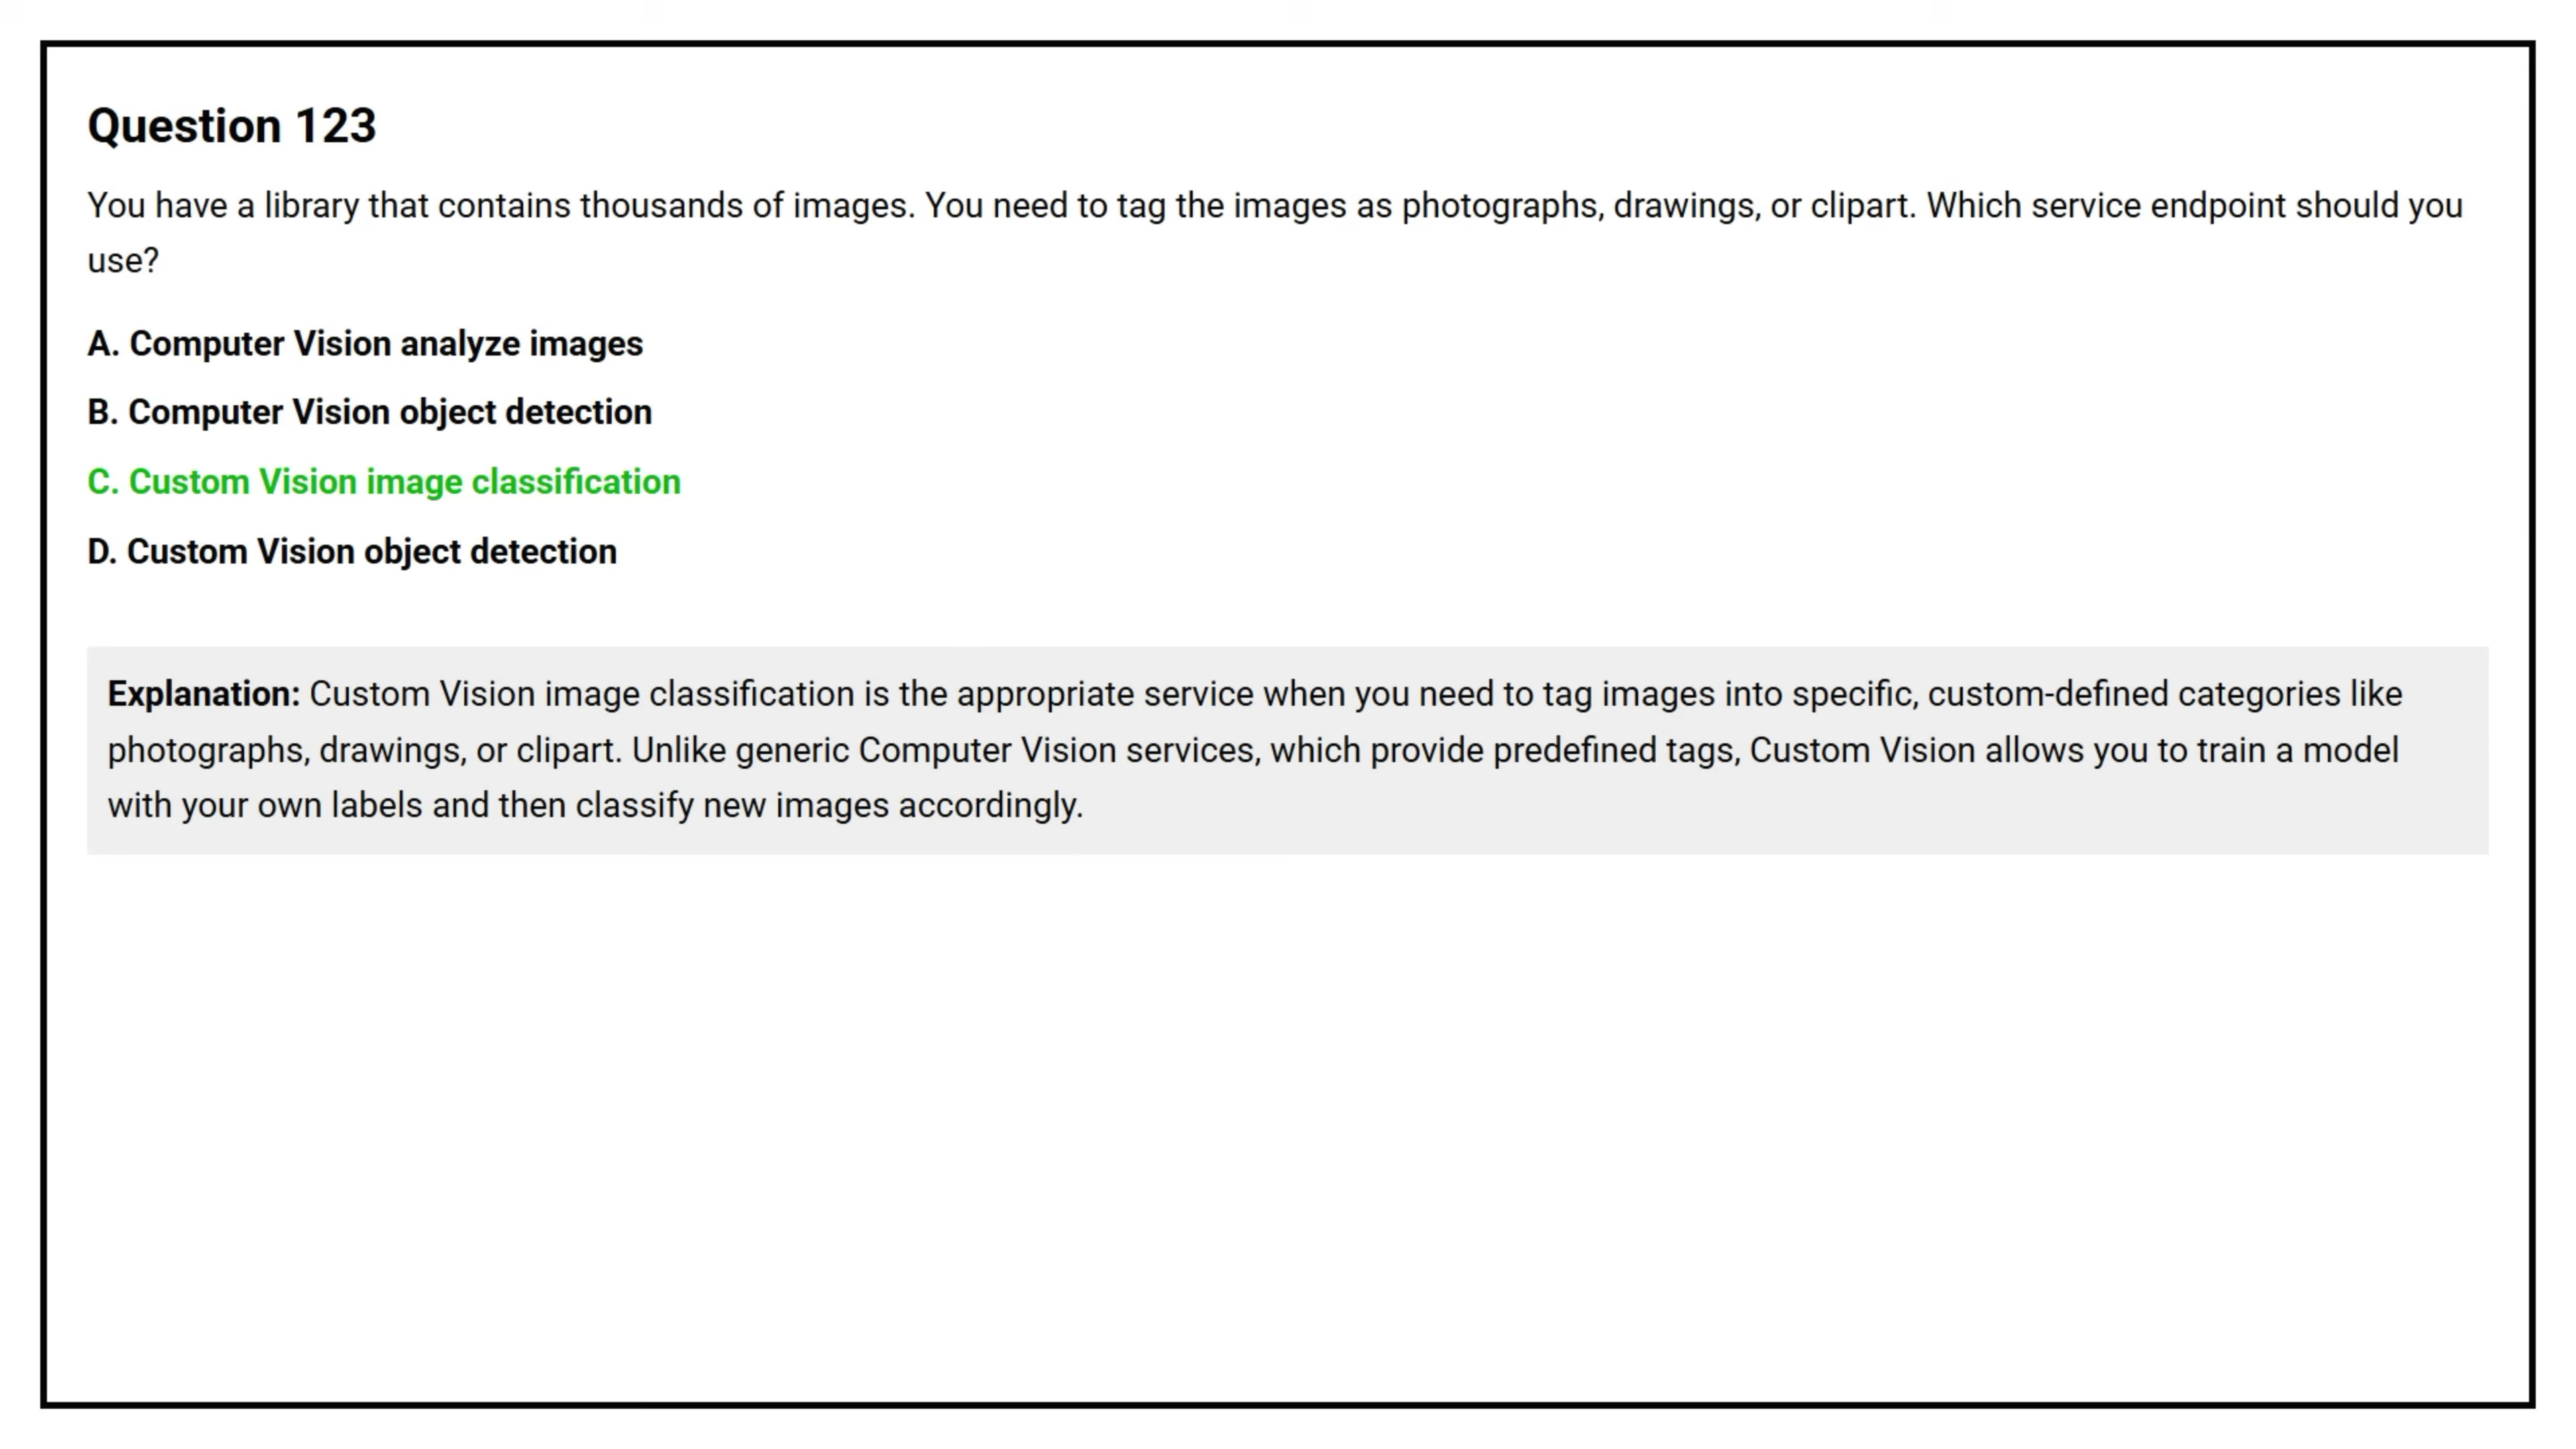 Question 123
You have a library that contains thousands of images. You need to tag the images as photographs, drawings, or clipart. Which service endpoint should you
use?
A. Computer Vision analyze images
B. Computer Vision object detection
C. Custom Vision image classification
D. Custom Vision object detection
Explanation: Custom Vision image classification is the appropriate service when you need to tag images into specific, custom-defined categories like
photographs, drawings, or clipart. Unlike generic Computer Vision services, which provide predefined tags, Custom Vision allows you to train a model
with your own labels and then classify new images accordingly.